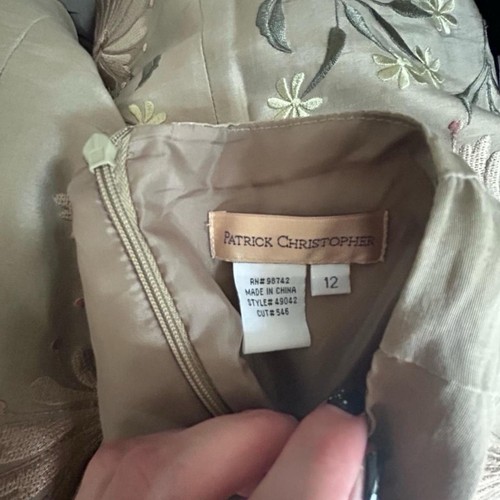 PATRICK CHRISTOPHER
12
RN#98742
MADE IN CHINA
STYLE#49042
CUT#546